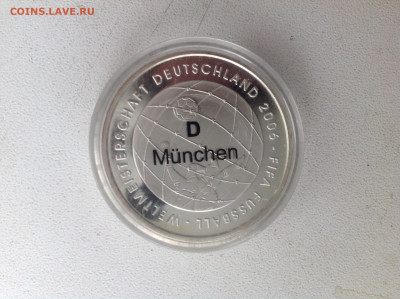 COINS.LAVE.RU
WELTMEISTERSCHAFT DEUTSCHLAND 2006 - FIFA FUSSBALL -
D
München